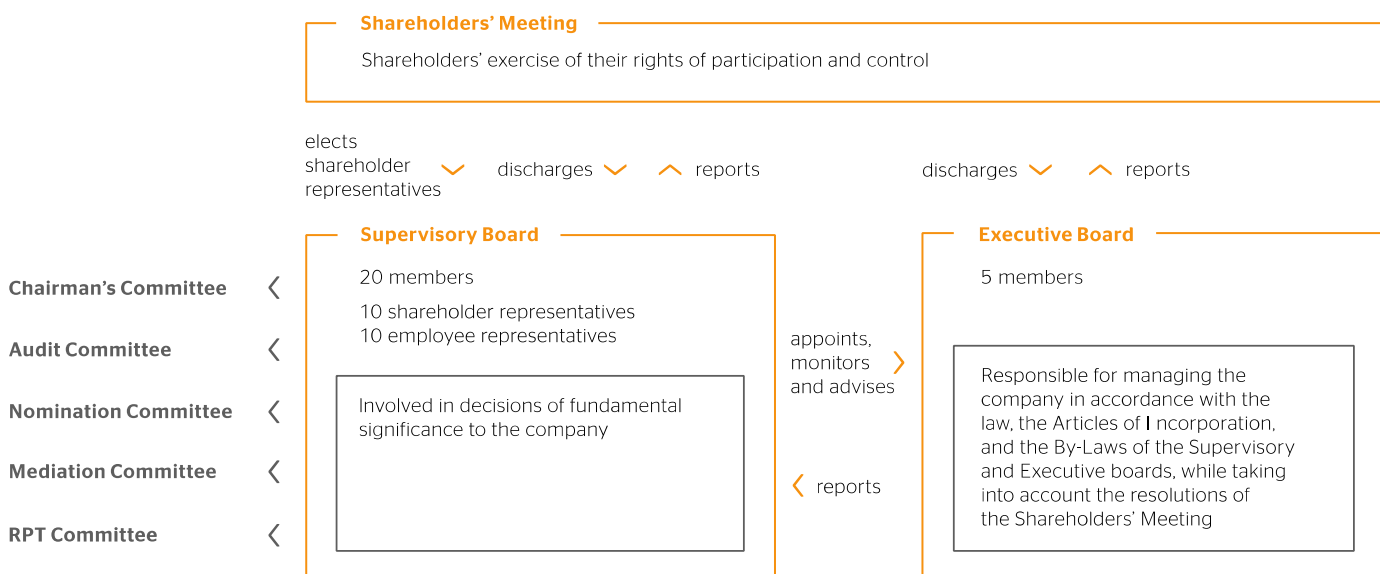 Shareholders’ Meeting
Shareholders’ exercise of their rights of participation and control
elects
shareholder
representatives
discharges
reports
discharges
reports
Chairman’s Committee
Audit Committee
Nomination Committee
Mediation Committee
RPT Committee
Supervisory Board
20 members
10 shareholder representatives
10 employee representatives
Involved in decisions of fundamental
significance to the company
appoints,
monitors
and advises
reports
Executive Board
5 members
Responsible for managing the
company in accordance with the
law, the Articles of I ncorporation,
and the By-Laws of the Supervisory
and Executive boards, while taking
into account the resolutions of
the Shareholders’ Meeting